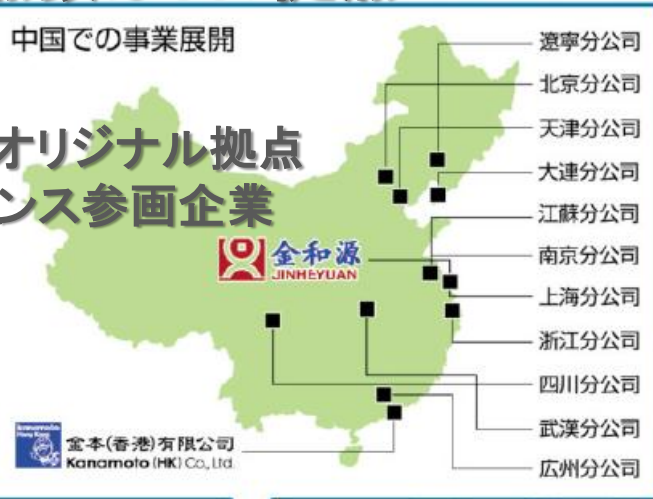 中国での事業展開
オリジナル拠点
ンス参画企業
金和源
JINHEYUAN
遼寧分公司
北京分公司
天津分公司
大連分公司
江蘇分公司
南京分公司
上海分公司
浙江分公司
四川分公司
武漢分公司
広州分公司
金本(香港)有限公司
Kanamoto (HK) Co., Ltd.